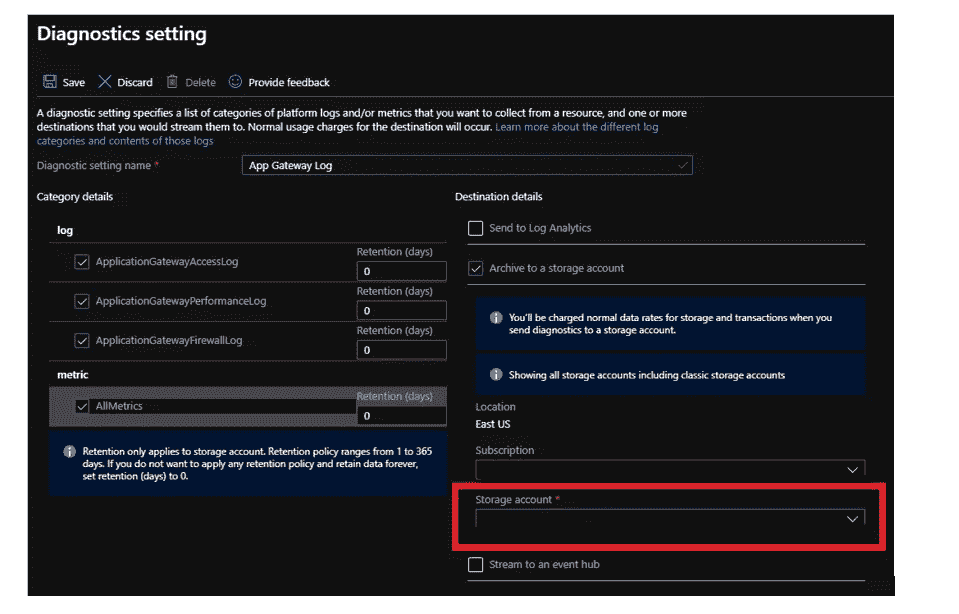 Diagnostics setting
Save Discard Delete Provide feedback
A diagnostic setting specifies a list of categories of platform logs and/or metrics that you want to collect from a resource, and one or more
destinations that you would stream them to. Normal usage charges for the destination will occur. Learn more about the different log
categories and contents of those logs
Diagnostic setting name * App Gateway Log
Category details
log
ApplicationGatewayAccessLog
Retention (days)
0
ApplicationGatewayPerformanceLog
Retention (days)
0
ApplicationGatewayFirewallLog
Retention (days)
0
metric
AllMetrics
Retention (days)
0
Retention only applies to storage account. Retention policy ranges from 1 to 365
days. If you do not want to apply any retention policy and retain data forever,
set retention (days) to 0.
Destination details
Send to Log Analytics
Archive to a storage account
You'll be charged normal data rates for storage and transactions when you
send diagnostics to a storage account.
Showing all storage accounts including classic storage accounts
Location
East US
Subscription
Storage account *
Stream to an event hub